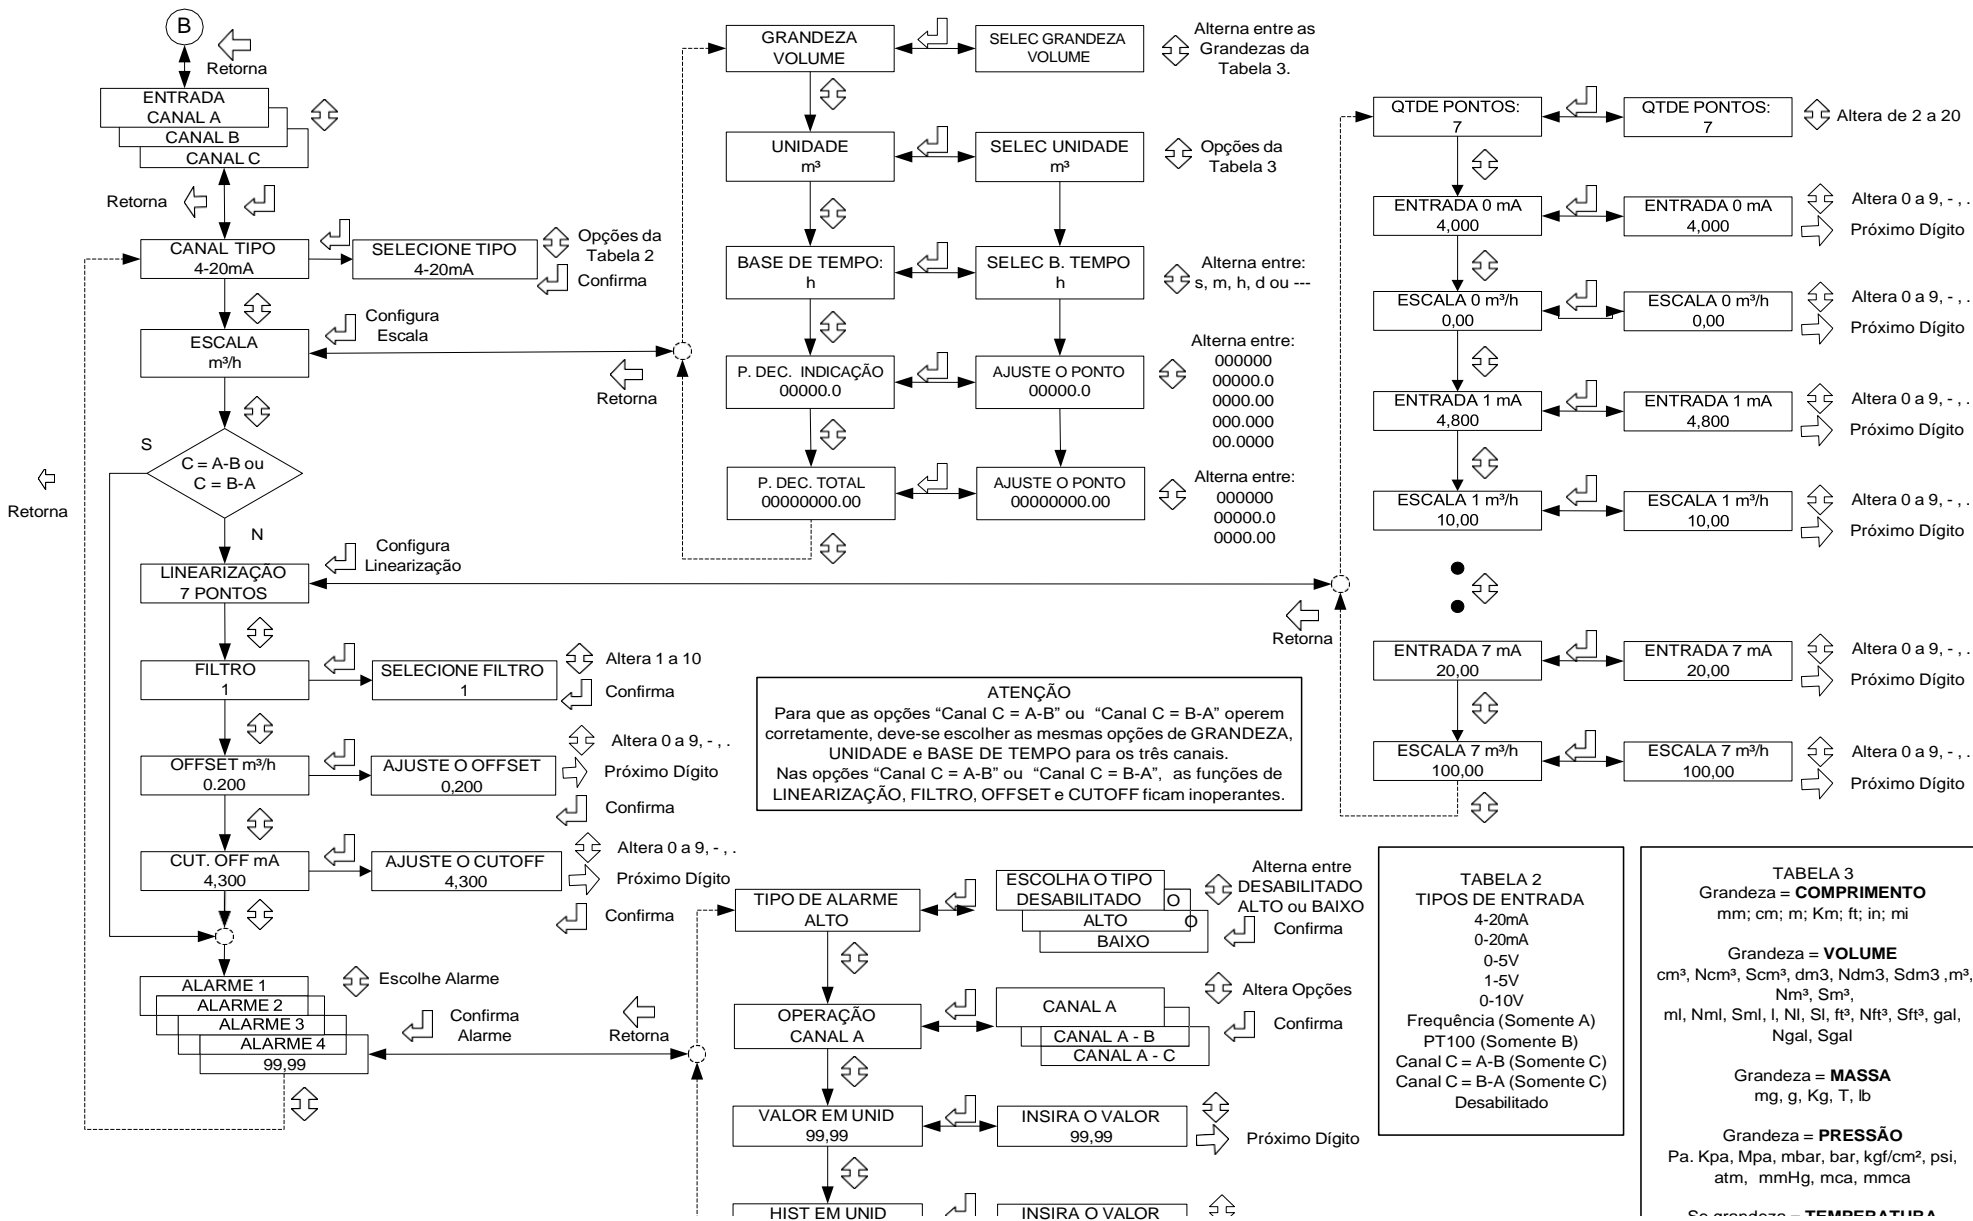 B
Retorna
ENTRADA
CANAL A
CANAL B
CANAL C
Retorna
CANAL TIPO
4-20mA
SELECIONE TIPO
4-20mA
Opções da
Tabela 2
Confirma
ESCALA
m³/h
Configura
Escala
Retorna
S
C = A-B ou
C = B-A
N
Retorna
LINEARIZAÇÃO
7 PONTOS
Configura
Linearização
Retorna
FILTRO
1
SELECIONE FILTRO
1
Altera 1 a 10
Confirma
OFFSET m³/h
0.200
AJUSTE O OFFSET
0,200
Altera 0 a 9, - , .
Próximo Dígito
Confirma
CUT. OFF mA
4,300
AJUSTE O CUTOFF
4,300
Altera 0 a 9, - , .
Próximo Dígito
Confirma
ALARME 1
ALARME 2
ALARME 3
ALARME 4
99,99
Escolhe Alarme
Confirma
Alarme
Retorna
GRANDEZA
VOLUME
SELEC GRANDEZA
VOLUME
Alterna entre as
Grandezas da
Tabela 3.
UNIDADE
m³
SELEC UNIDADE
m³
Opções da
Tabela 3
BASE DE TEMPO:
h
SELEC B. TEMPO
h
Alterna entre:
s, m, h, d ou ---
P. DEC. INDICAÇÃO
00000.0
AJUSTE O PONTO
00000.0
Alterna entre:
000000
00000.0
0000.00
000.000
00.0000
P. DEC. TOTAL
00000000.00
AJUSTE O PONTO
00000000.00
Alterna entre:
000000
00000.0
0000.00
QTDE PONTOS:
7
QTDE PONTOS:
7
Altera de 2 a 20
ENTRADA 0 mA
4,000
ENTRADA 0 mA
4,000
Altera 0 a 9, - , .
Próximo Dígito
ESCALA 0 m³/h
0,00
ESCALA 0 m³/h
0,00
Altera 0 a 9, - , .
Próximo Dígito
ENTRADA 1 mA
4,800
ENTRADA 1 mA
4,800
Altera 0 a 9, - , .
Próximo Dígito
ESCALA 1 m³/h
10,00
ESCALA 1 m³/h
10,00
Altera 0 a 9, - , .
Próximo Dígito
ENTRADA 7 mA
20,00
ENTRADA 7 mA
20,00
Altera 0 a 9, - , .
Próximo Dígito
ESCALA 7 m³/h
100,00
ESCALA 7 m³/h
100,00
Altera 0 a 9, - , .
Próximo Dígito
ATENÇÃO
Para que as opções “Canal C = A-B” ou “Canal C = B-A” operem
corretamente, deve-se escolher as mesmas opções de GRANDEZA,
UNIDADE e BASE DE TEMPO para os três canais.
Nas opções “Canal C = A-B” ou “Canal C = B-A”, as funções de
LINEARIZAÇÃO, FILTRO, OFFSET e CUTOFF ficam inoperantes.
TIPO DE ALARME
ALTO
ESCOLHA O TIPO
DESABILITADO
O
ALTO
O
BAIXO
Alterna entre
DESABILITADO
ALTO ou BAIXO
Confirma
OPERAÇÃO
CANAL A
CANAL A
CANAL A - B
CANAL A - C
Altera Opções
Confirma
VALOR EM UNID
99,99
INSIRA O VALOR
99,99
Próximo Dígito
HIST EM UNID
INSIRA O VALOR
TABELA 2
TIPOS DE ENTRADA
4-20mA
0-20mA
0-5V
1-5V
0-10V
Frequência (Somente A)
PT100 (Somente B)
Canal C = A-B (Somente C)
Canal C = B-A (Somente C)
Desabilitado
TABELA 3
Grandeza = COMPRIMENTO
mm; cm; m; Km; ft; in; mi
Grandeza = VOLUME
cm³, Ncm³, Scm³, dm3, Ndm3, Sdm3 ,m³,
Nm³, Sm³,
ml, Nml, Sml, l, Nl, Sl, ft³, Nft³, Sft³, gal,
Ngal, Sgal
Grandeza = MASSA
mg, g, Kg, T, lb
Grandeza = PRESSÃO
Pa. Kpa, Mpa, mbar, bar, kgf/cm², psi,
atm, mmHg, mca, mmca
Se grandeza = TEMPERATURA